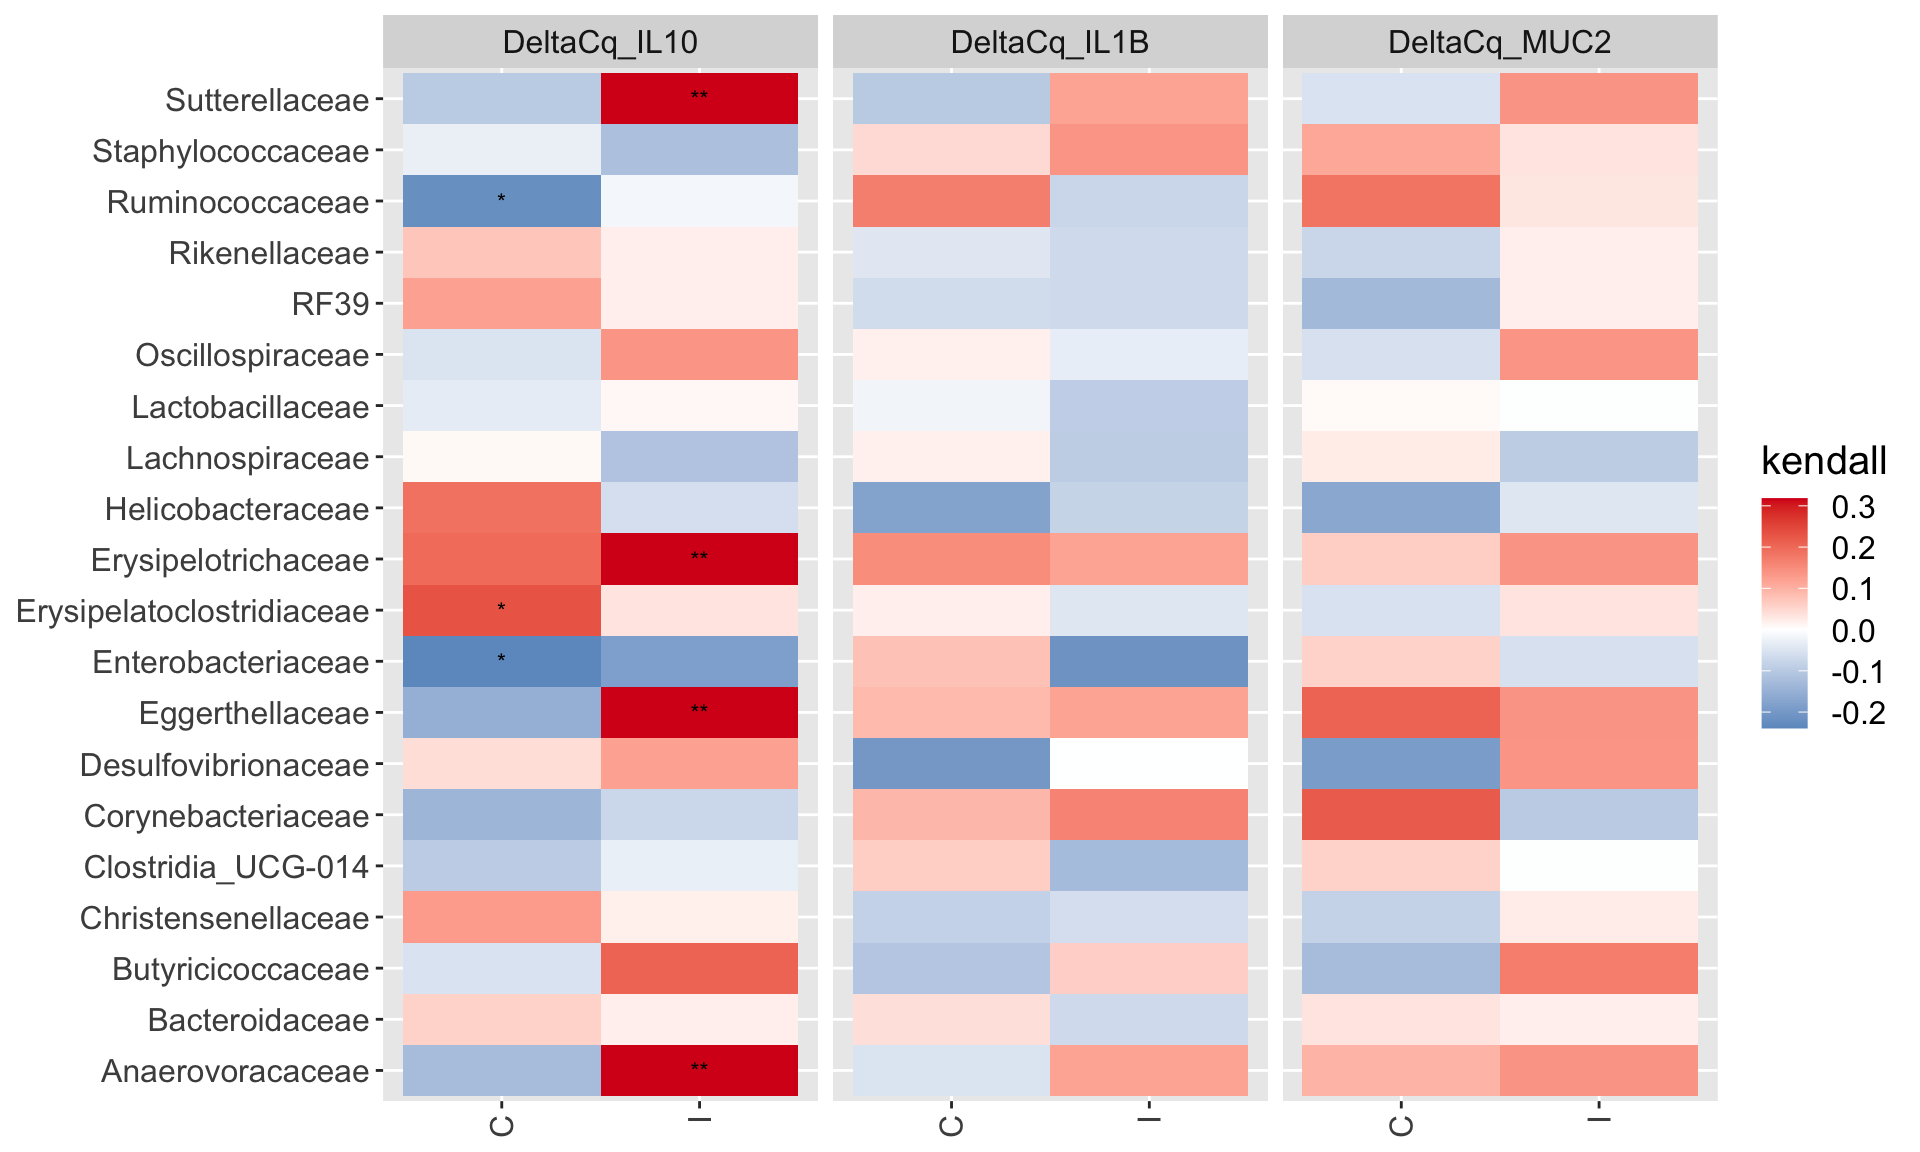 DeltaCq_IL10 DeltaCq_IL1B DeltaCq_MUC2
Sutterellaceae **
Staphylococcaceae
Ruminococcaceae *
Rikenellaceae
RF39
Oscillospiraceae
Lactobacillaceae
Lachnospiraceae
Helicobacteraceae
Erysipelotrichaceae **
Erysipelatoclostridiaceae *
Enterobacteriaceae *
Eggerthellaceae **
Desulfovibrionaceae
Corynebacteriaceae
Clostridia_UCG-014
Christensenellaceae
Butyricicoccaceae
Bacteroidaceae
Anaerovoracaceae **
C I C I C I
kendall
0.3
0.2
0.1
0.0
-0.1
-0.2